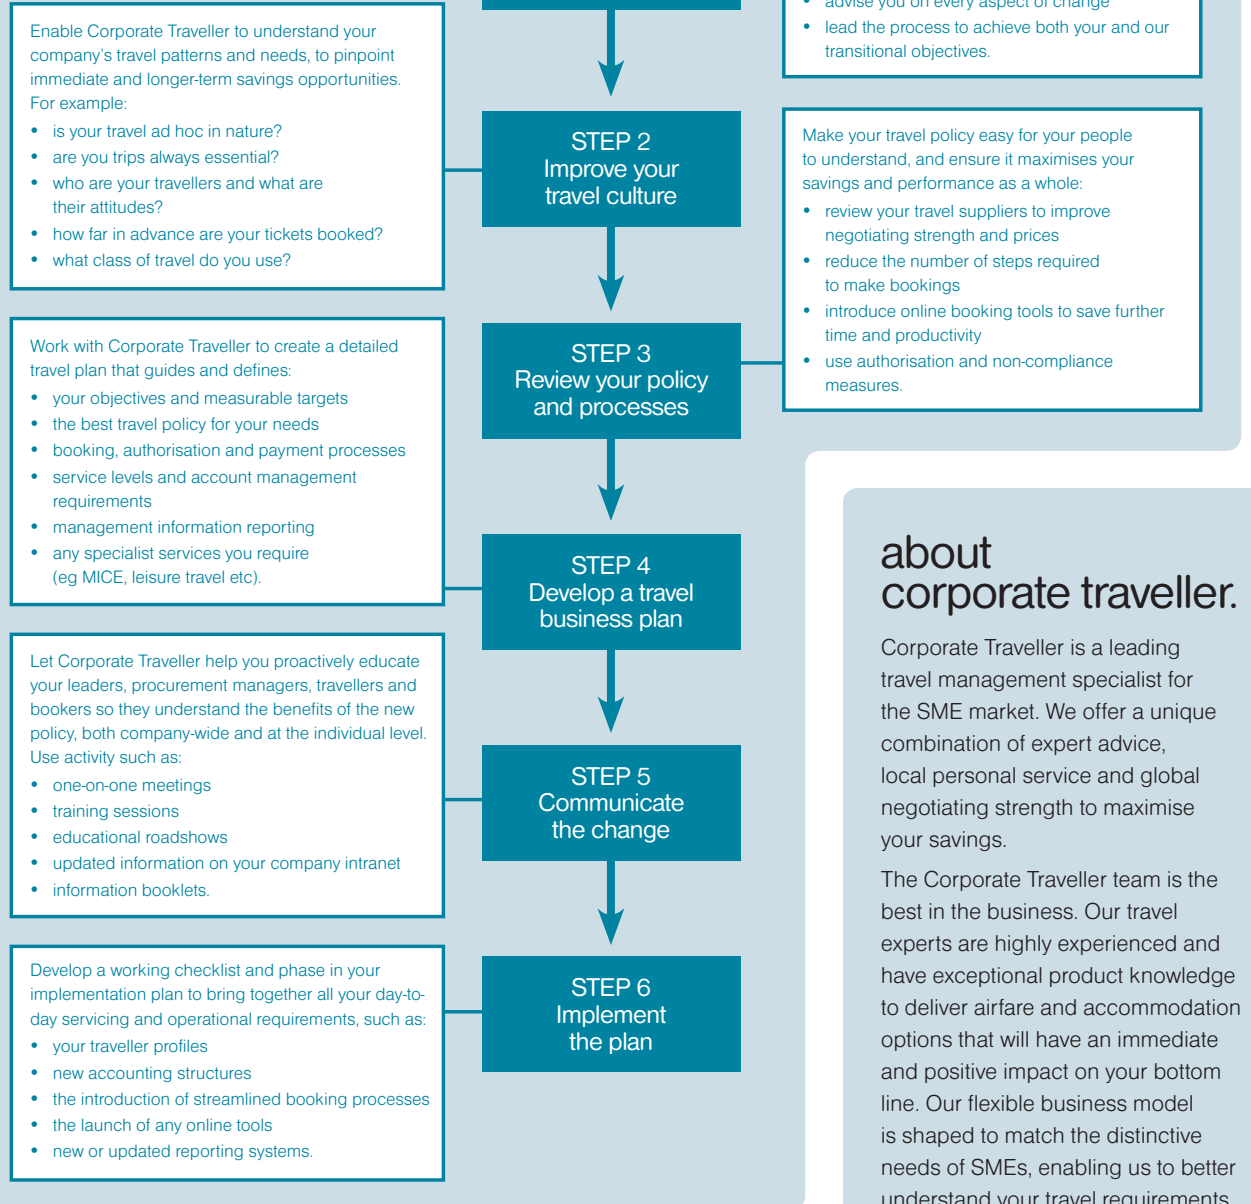 advise you on every aspect of change
• lead the process to achieve both your and our
transitional objectives.
Enable Corporate Traveller to understand your
company's travel patterns and needs, to pinpoint
immediate and longer-term savings opportunities.
For example:
• is your travel ad hoc in nature?
• are you trips always essential?
• who are your travellers and what are
their attitudes?
• how far in advance are your tickets booked?
• what class of travel do you use?
STEP 2
Improve your
travel culture
Make your travel policy easy for your people
to understand, and ensure it maximises your
savings and performance as a whole:
• review your travel suppliers to improve
negotiating strength and prices
• reduce the number of steps required
to make bookings
• introduce online booking tools to save further
time and productivity
• use authorisation and non-compliance
measures.
STEP 3
Review your policy
and processes
Work with Corporate Traveller to create a detailed
travel plan that guides and defines:
• your objectives and measurable targets
• the best travel policy for your needs
• booking, authorisation and payment processes
• service levels and account management
requirements
• management information reporting
• any specialist services you require
(eg MICE, leisure travel etc).
STEP 4
Develop a travel
business plan
Let Corporate Traveller help you proactively educate
your leaders, procurement managers, travellers and
bookers so they understand the benefits of the new
policy, both company-wide and at the individual level.
Use activity such as:
• one-on-one meetings
• training sessions
• educational roadshows
• updated information on your company intranet
• information booklets.
STEP 5
Communicate
the change
Develop a working checklist and phase in your
implementation plan to bring together all your day-to-
day servicing and operational requirements, such as:
• your traveller profiles
• new accounting structures
• the introduction of streamlined booking processes
• the launch of any online tools
• new or updated reporting systems.
STEP 6
Implement
the plan
about
corporate traveller.
Corporate Traveller is a leading
travel management specialist for
the SME market. We offer a unique
combination of expert advice,
local personal service and global
negotiating strength to maximise
your savings.
The Corporate Traveller team is the
best in the business. Our travel
experts are highly experienced and
have exceptional product knowledge
to deliver airfare and accommodation
options that will have an immediate
and positive impact on your bottom
line. Our flexible business model
is shaped to match the distinctive
needs of SMEs, enabling us to better
understand your travel requirements